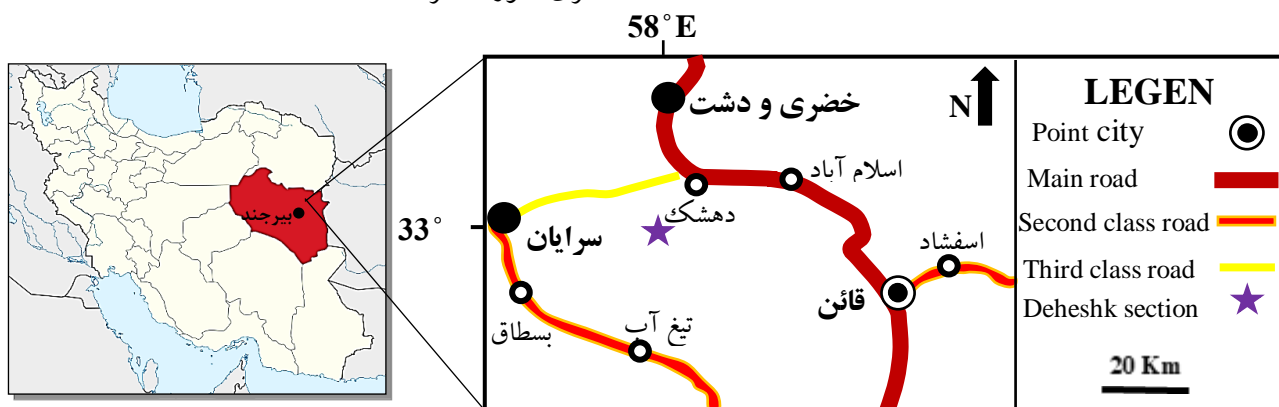 58°E
بیرجند
33°
خضری و دشت
N
اسلام آباد
دهشک
سرایان
اسفشاد
قائن
بسطاق
تیغ آب
LEGEN
Point city
Main road
Second class road
Third class road
Deheshk section
20 Km